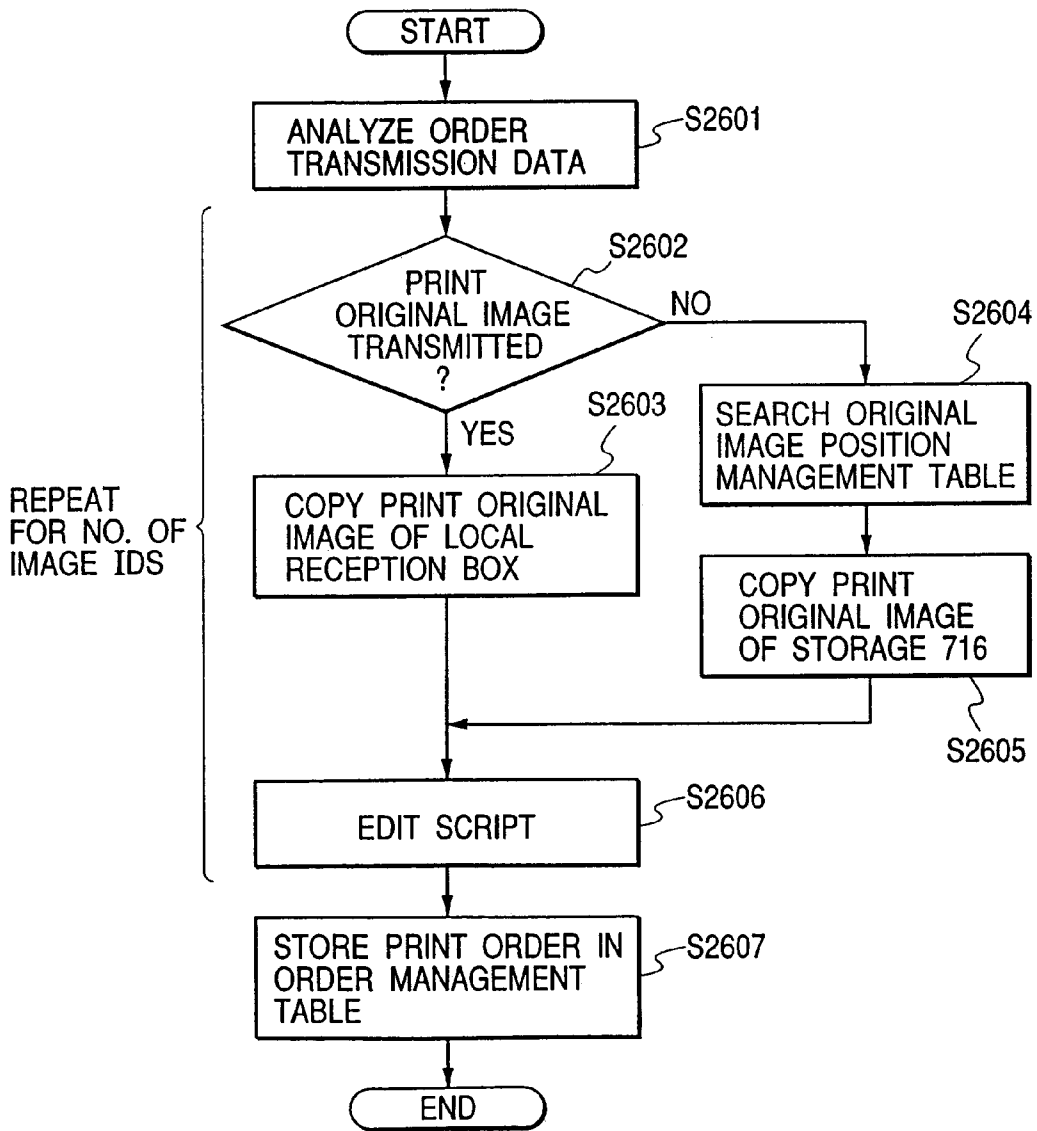 START
ANALYZE ORDER
TRANSMISSION DATA
S2601
PRINT
ORIGINAL IMAGE
TRANSMITTED
?
S2602
NO
YES
S2603
COPY PRINT ORIGINAL
IMAGE OF LOCAL
RECEPTION BOX
S2604
SEARCH ORIGINAL
IMAGE POSITION
MANAGEMENT TABLE
COPY PRINT
ORIGINAL IMAGE
OF STORAGE 716
S2605
REPEAT
FOR NO. OF
IMAGE IDS
EDIT SCRIPT
S2606
STORE PRINT ORDER IN
ORDER MANAGEMENT
TABLE
S2607
END